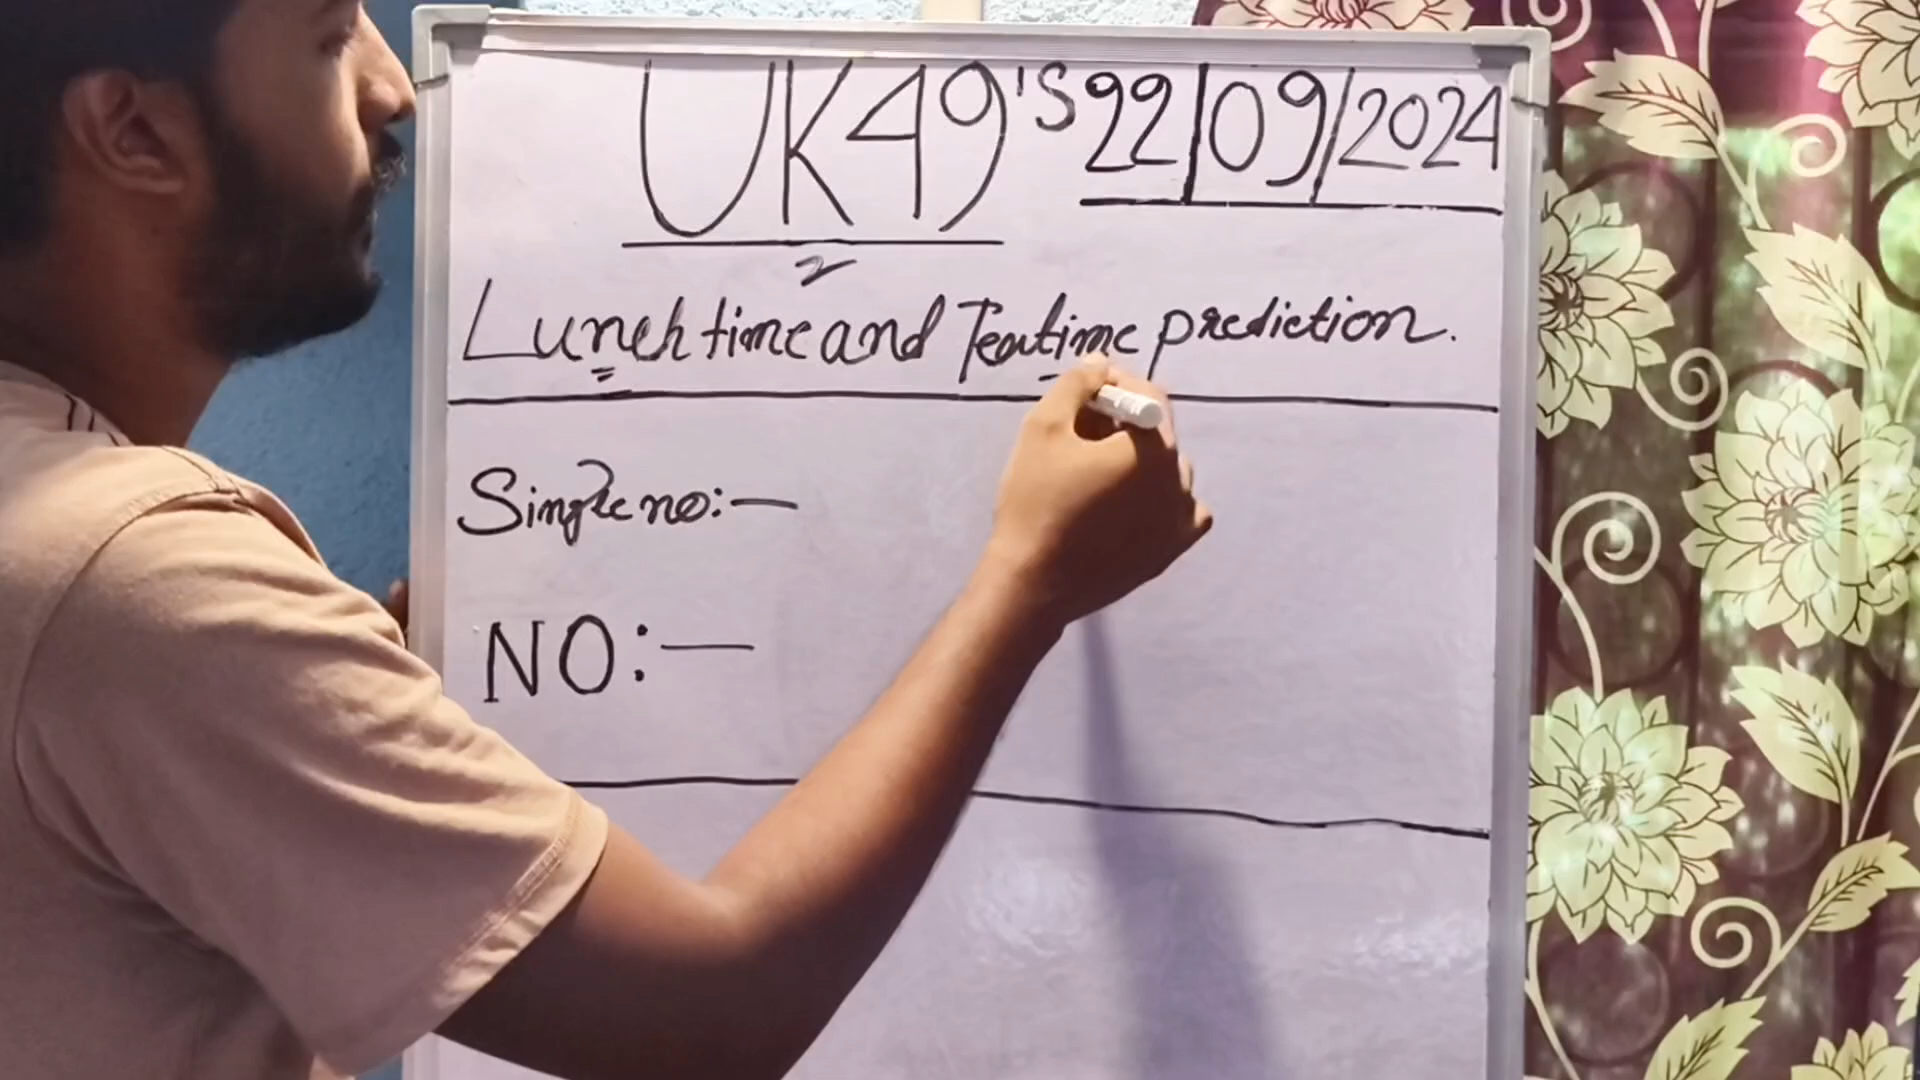 UK49'S 22/09/2024
Lunch time and Teatime prediction.
Single no:-
NO:-